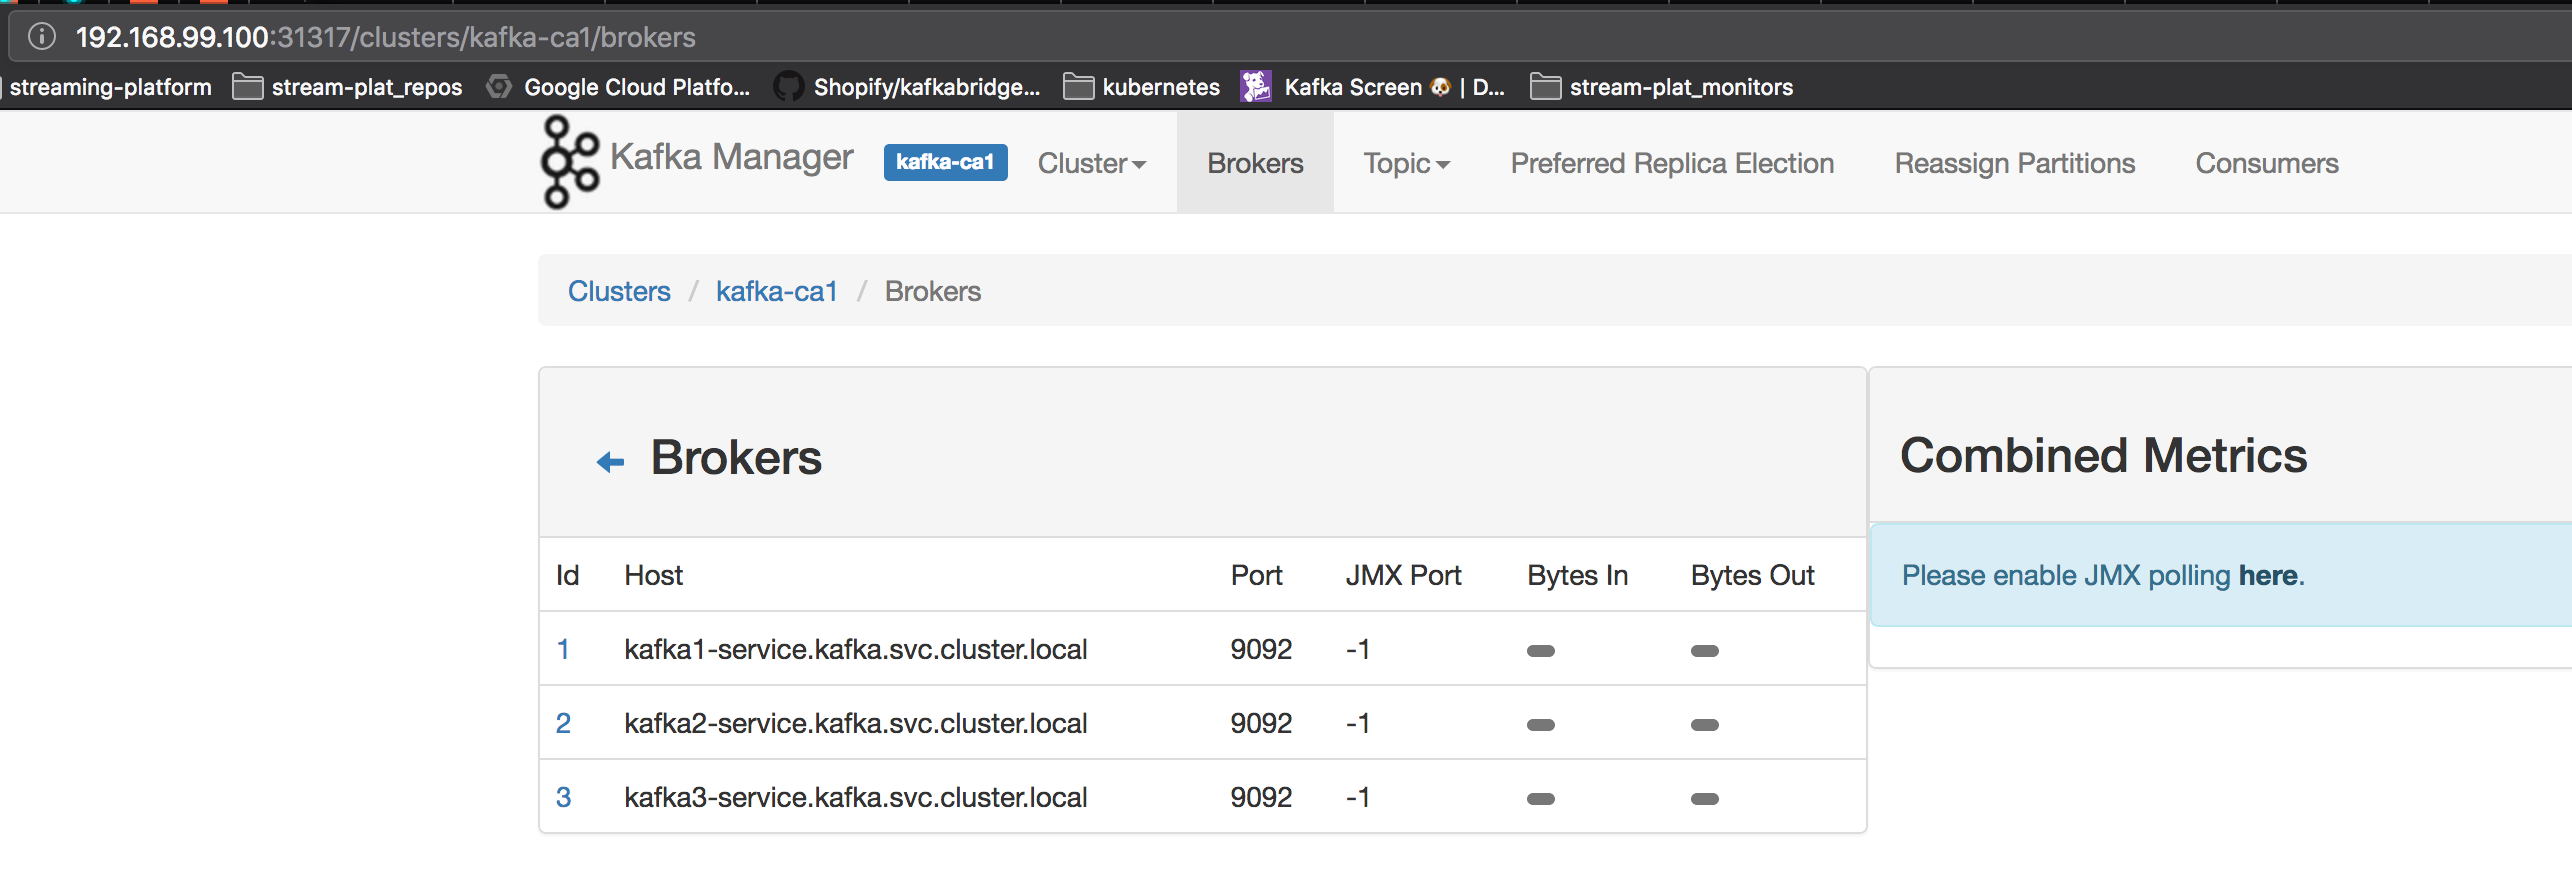 192.168.99.100:31317/clusters/kafka-ca1/brokers
streaming-platform stream-plat_repos Google Cloud Platfo... Shopify/kafkabridge... kubernetes Kafka Screen 🐶 | D... stream-plat_monitors
Kafka Manager kafka-ca1 Cluster Brokers Topic Preferred Replica Election Reassign Partitions Consumers
Clusters / kafka-ca1 / Brokers
Brokers
Id Host Port JMX Port Bytes In Bytes Out
1 kafka1-service.kafka.svc.cluster.local 9092 -1
2 kafka2-service.kafka.svc.cluster.local 9092 -1
3 kafka3-service.kafka.svc.cluster.local 9092 -1
Combined Metrics
Please enable JMX polling here.